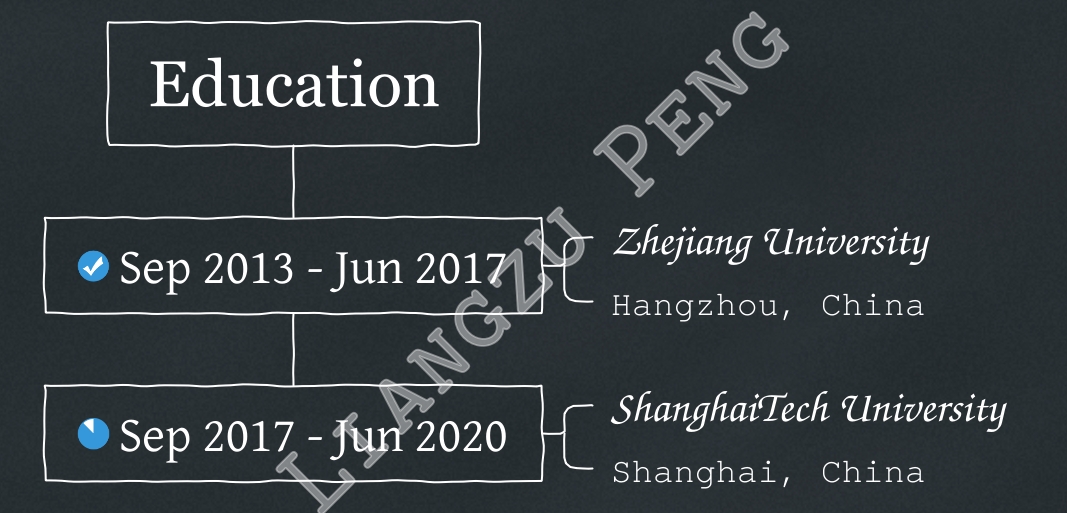 Education
Sep 2013 - Jun 2017
Zhejiang University
Hangzhou, China
Sep 2017 - Jun 2020
ShanghaiTech University
Shanghai, China
LIANGZU PENG